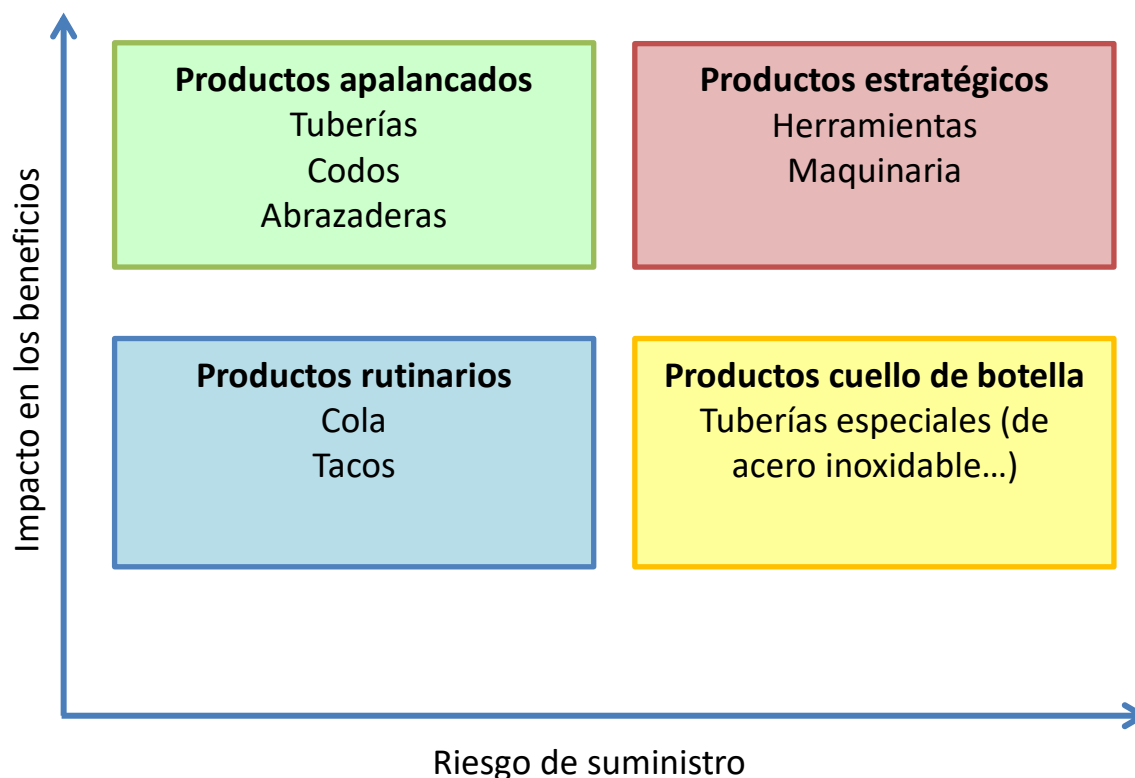 Impacto en los beneficios
Productos apalancados
Tuberías
Codos
Abrazaderas
Productos estratégicos
Herramientas
Maquinaria
Productos rutinarios
Cola
Tacos
Productos cuello de botella
Tuberías especiales (de
acero inoxidable…)
Riesgo de suministro